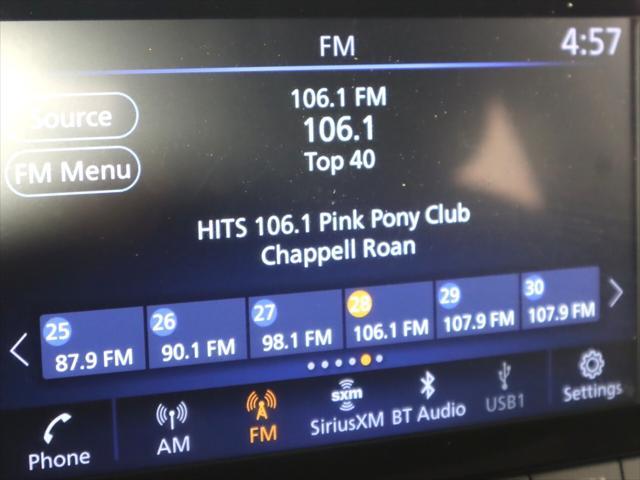 FM
4:57
Source
106.1 FM
106.1
FM Menu
Top 40
HITS 106.1 Pink Pony Club
Chappell Roan
25 26 27 28 29 30
87.9 FM 90.1 FM 98.1 FM 106.1 FM 107.9 FM 107.9 FM
sxm
Phone AM FM SiriusXM BT Audio USB1 Settings